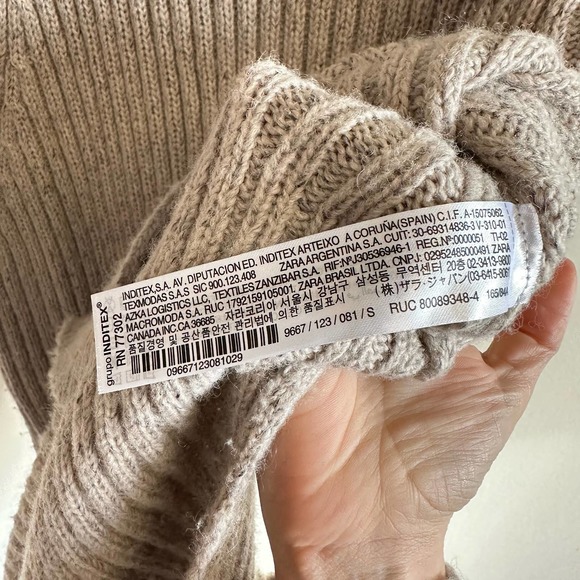 grupo INDITEX®
RN 77302
INDITEX.S.A. AV. DIPUTACION ED. INDITEX ARTEIXO A CORUÑA(SPAIN) C.I.F. A-15075062
TEXMODAS S.A.S SIC 900.123.408 ZARA ARGENTINA S.A. CUIT: 30-69314836-3 V-310-01
AZKA LOGISTICS LLC, TEXTILES ZANZIBAR S.A. RIF:Nº:J30536946-1 REG.Nº:0000051 TI-02
MACROMODA S.A. RUC 1792159105001. ZARA BRASIL LTDA. CNPJ: 02952485000491 ZARA
CANADA INC.CA 36685 자라코리아 서울시 강남구 삼성동 무역센터 20층 02-3413-9800
품질경영 및 공산품안전 관리법에 의한 품질표시 (株)ザラ・ジャパン(03-6415-8061
9667 / 123 / 081 / S RUC 80089348-4
09667123081029